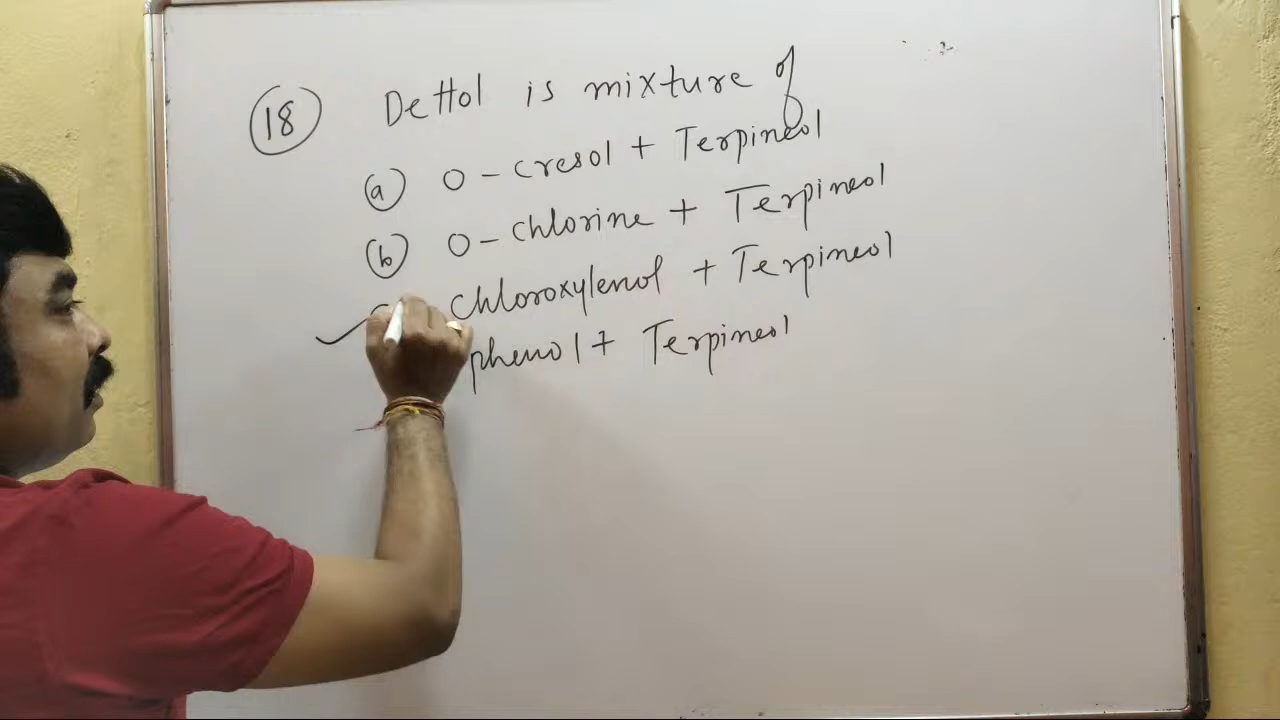 18 Dettol is mixture of
(a) O-cresol + Terpineol
(b) O-chlorine + Terpineol
chloroxylenol + Terpineol
phenol + Terpineol